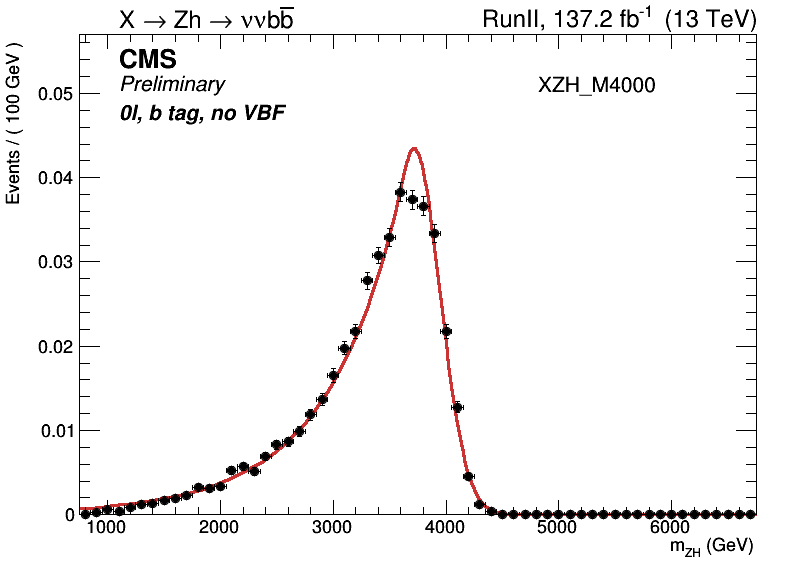 X → Zh → ννbb̅
RunII, 137.2 fb⁻¹ (13 TeV)
CMS
Preliminary
0l, b tag, no VBF
XZH_M4000
Events / ( 100 GeV )
0.05
0.04
0.03
0.02
0.01
0
1000 2000 3000 4000 5000 6000
m_ZH (GeV)